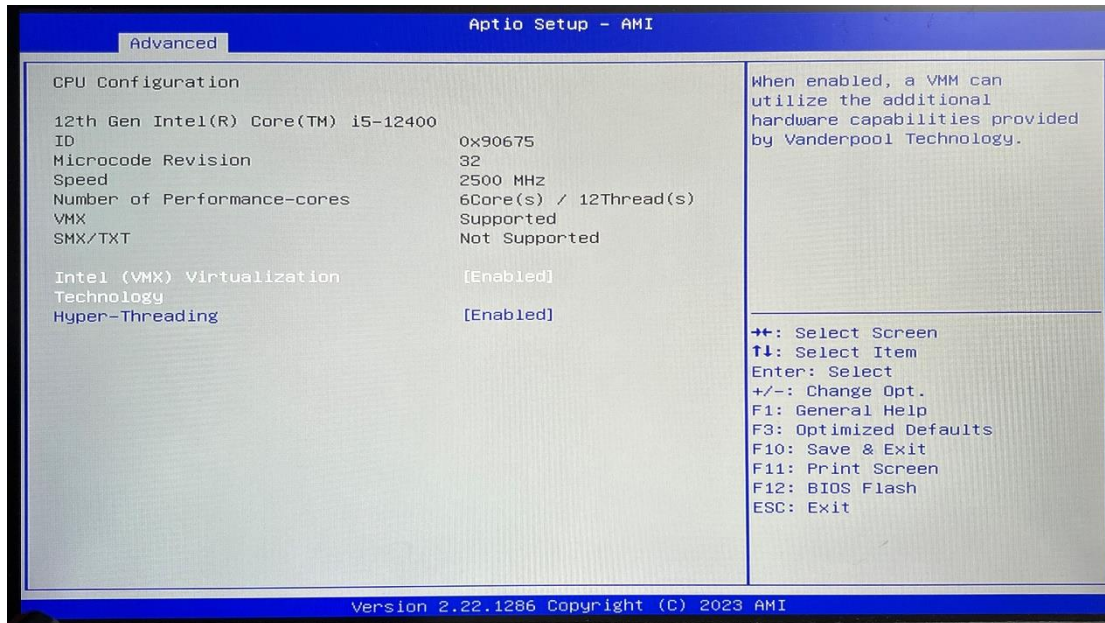 Aptio Setup – AMI
Advanced
CPU Configuration
12th Gen Intel(R) Core(TM) i5-12400
ID 0x90675
Microcode Revision 32
Speed 2500 MHz
Number of Performance-cores 6Core(s) / 12Thread(s)
VMX Supported
SMX/TXT Not Supported
Intel (VMX) Virtualization [Enabled]
Technology
Hyper-Threading [Enabled]
When enabled, a VMM can
utilize the additional
hardware capabilities provided
by Vanderpool Technology.
→←: Select Screen
↑↓: Select Item
Enter: Select
+/-: Change Opt.
F1: General Help
F3: Optimized Defaults
F10: Save & Exit
F11: Print Screen
F12: BIOS Flash
ESC: Exit
Version 2.22.1286 Copyright (C) 2023 AMI